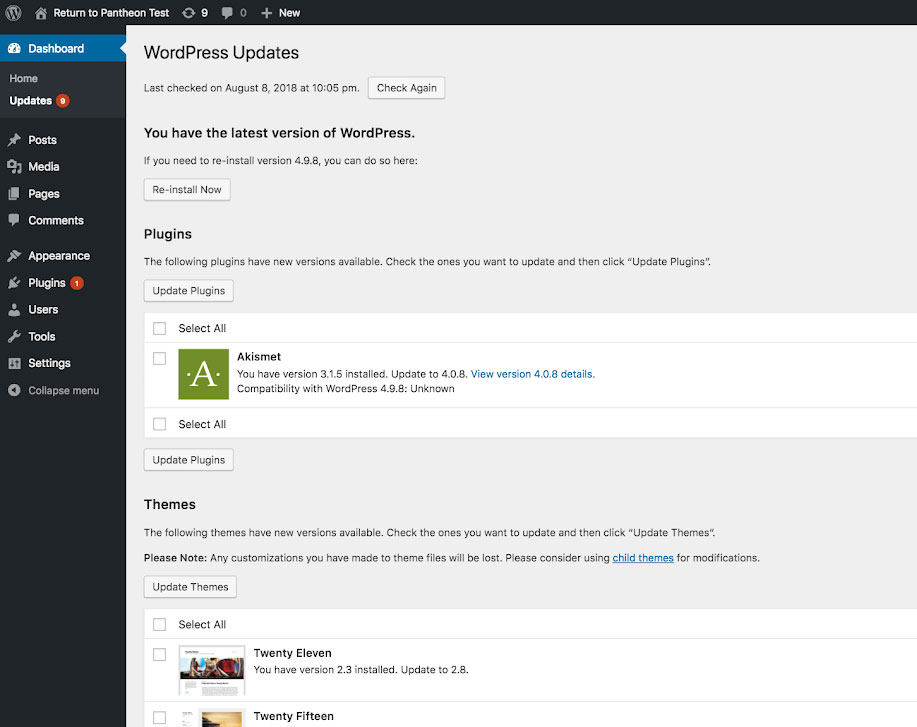 Return to Pantheon Test 9 0 New
Dashboard
Home
Updates 9
Posts
Media
Pages
Comments
Appearance
Plugins 1
Users
Tools
Settings
Collapse menu
WordPress Updates
Last checked on August 8, 2018 at 10:05 pm. Check Again
You have the latest version of WordPress.
If you need to re-install version 4.9.8, you can do so here:
Re-install Now
Plugins
The following plugins have new versions available. Check the ones you want to update and then click “Update Plugins”.
Update Plugins
Select All
·A·
Akismet
You have version 3.1.5 installed. Update to 4.0.8. View version 4.0.8 details.
Compatibility with WordPress 4.9.8: Unknown
Select All
Update Plugins
Themes
The following themes have new versions available. Check the ones you want to update and then click “Update Themes”.
Please Note: Any customizations you have made to theme files will be lost. Please consider using child themes for modifications.
Update Themes
Select All
Twenty Eleven
You have version 2.3 installed. Update to 2.8.
Twenty Fifteen